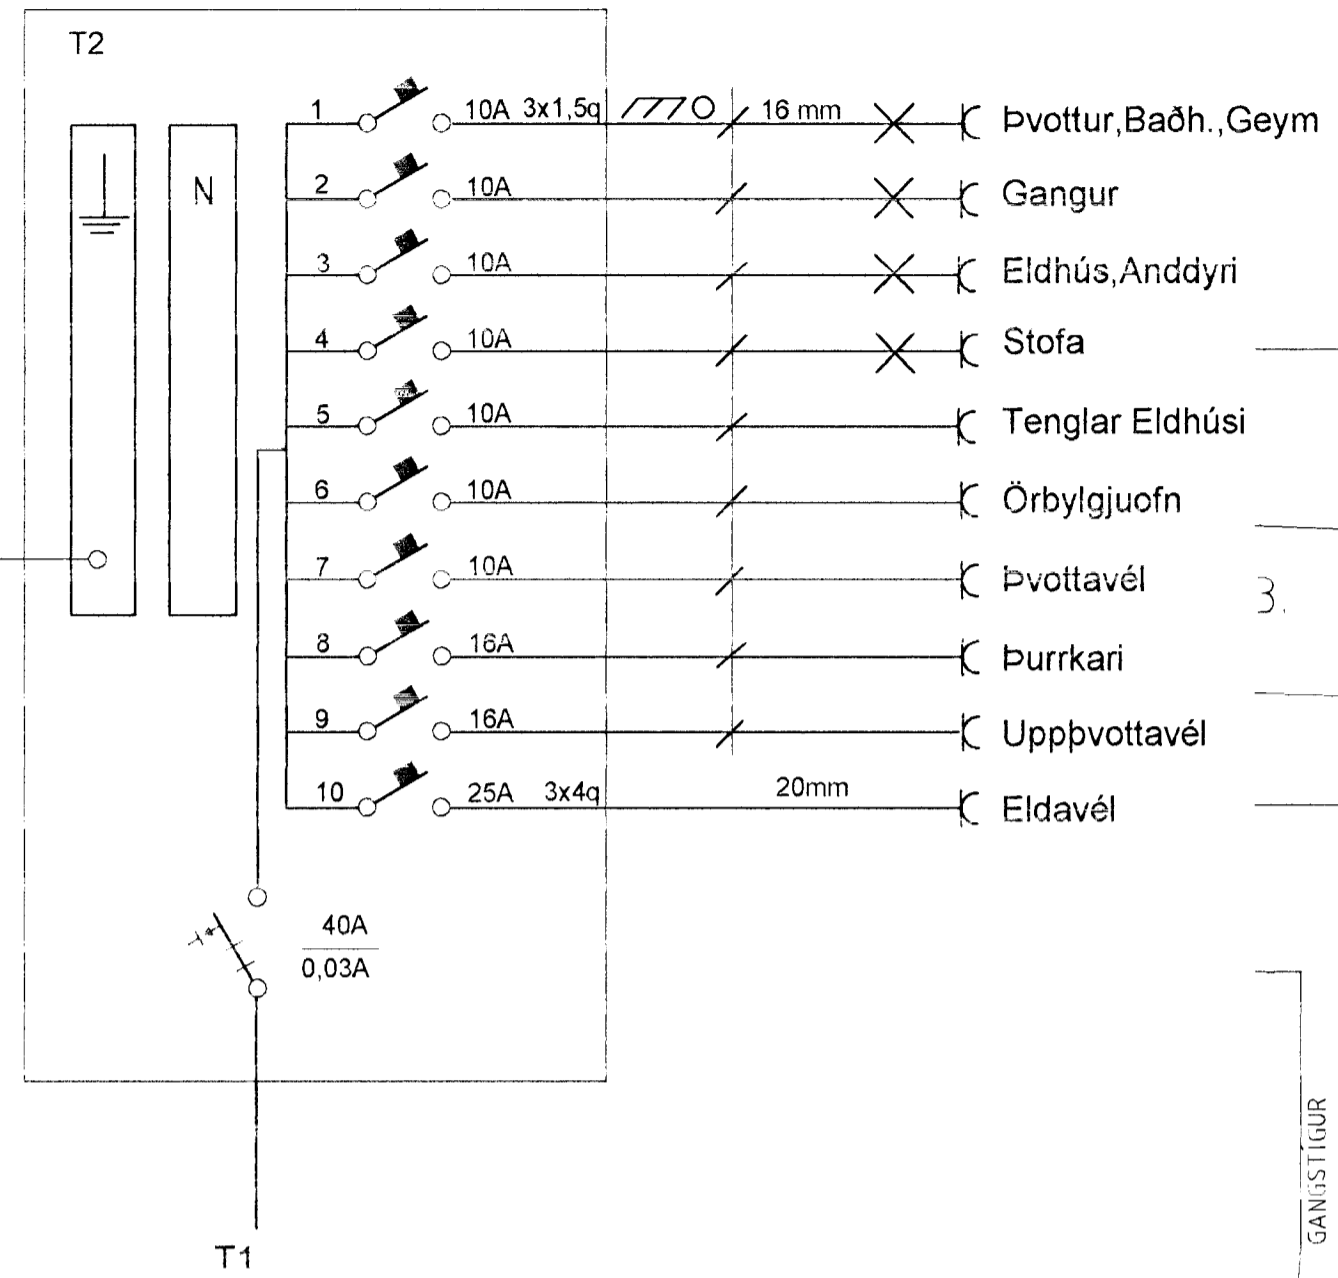 T2
N
1 10A 3x1,5q 16 mm Þvottur,Baðh.,Geym
2 10A Gangur
3 10A Eldhús,Anddyri
4 10A Stofa
5 10A Tenglar Eldhúsi
6 10A Örbylgjuofn
7 10A Þvottavél
3.
8 16A Þurrkari
9 16A Uppþvottavél
10 25A 3x4q 20mm Eldavél
40A
0,03A
T1
GANGSTIGUR